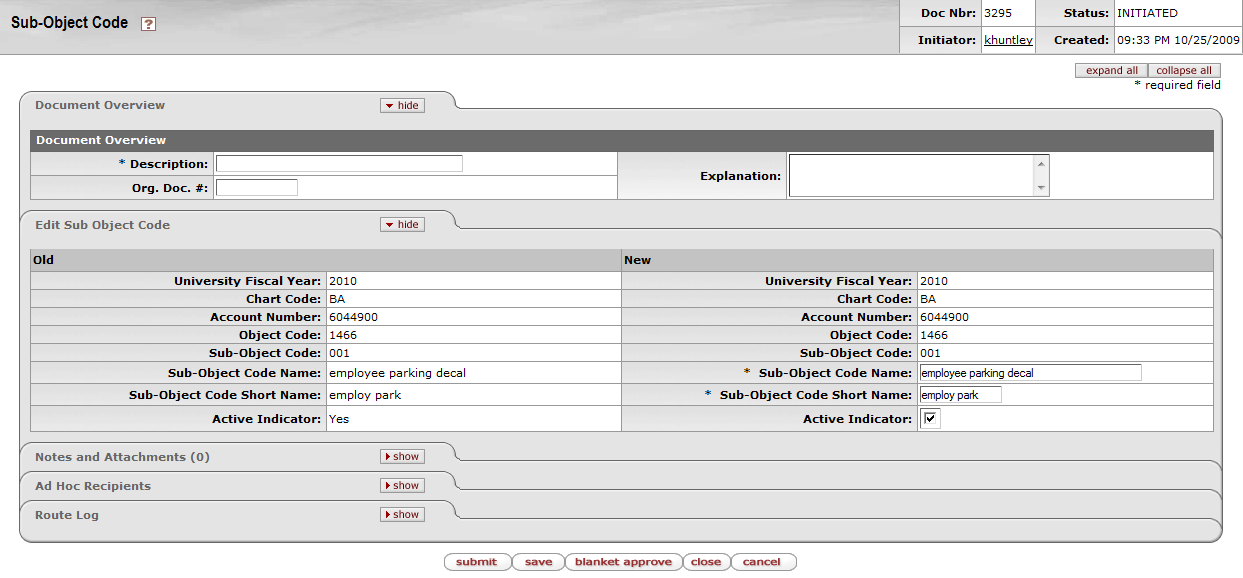 Sub-Object Code ?
Doc Nbr: 3295 Status: INITIATED
Initiator: khuntley Created: 09:33 PM 10/25/2009
expand all collapse all
* required field
Document Overview hide
Document Overview
* Description: Explanation:
Org. Doc. #:
Edit Sub Object Code hide
Old New
University Fiscal Year: 2010 University Fiscal Year: 2010
Chart Code: BA Chart Code: BA
Account Number: 6044900 Account Number: 6044900
Object Code: 1466 Object Code: 1466
Sub-Object Code: 001 Sub-Object Code: 001
Sub-Object Code Name: employee parking decal * Sub-Object Code Name: employee parking decal
Sub-Object Code Short Name: employ park * Sub-Object Code Short Name: employ park
Active Indicator: Yes Active Indicator:
Notes and Attachments (0) show
Ad Hoc Recipients show
Route Log show
submit save blanket approve close cancel